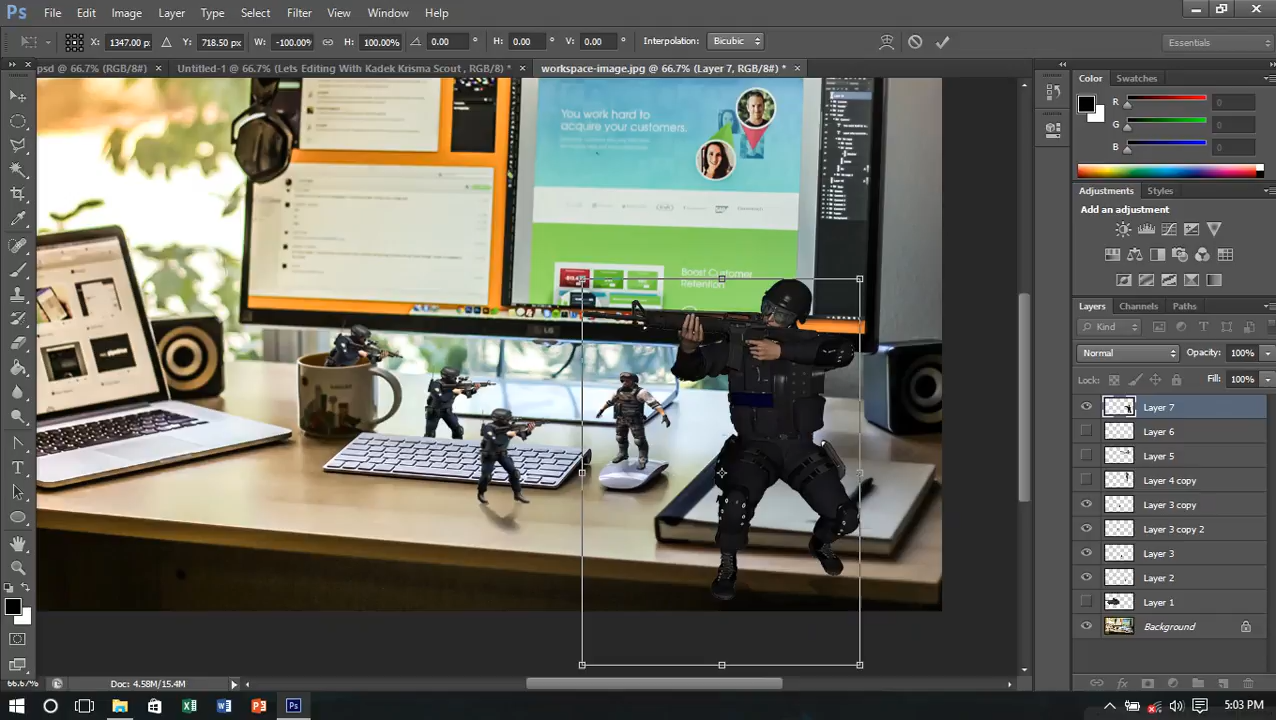 Ps File Edit Image Layer Type Select Filter View Window Help
X: 1347.00 px Y: 718.50 px W: -100.00% H: 100.00% 0.00 ° H: 0.00 ° V: 0.00 ° Interpolation: Bicubic Essentials
psd @ 66.7% (RGB/8#) × Untitled-1 @ 66.7% (Lets Editing With Kadek Krisma Scout , RGB/8#) * × workspace-image.jpg @ 66.7% (Layer 7, RGB/8#) * ×
Color Swatches
R 0
G 0
B 0
Adjustments Styles
Add an adjustment
Layers Channels Paths
Kind
Normal Opacity: 100%
Lock: Fill: 100%
Layer 7
Layer 6
Layer 5
Layer 4 copy
Layer 3 copy
Layer 3 copy 2
Layer 3
Layer 2
Layer 1
Background
You work hard to
acquire your customers.
SAP
Boost Customer
Retention
LG
66.67% Doc: 4.58M/15.4M
5:03 PM